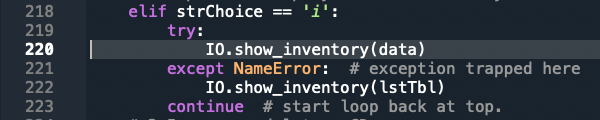 218 elif strChoice == 'i':
219 try:
220 IO.show_inventory(data)
221 except NameError:  # exception trapped here
222 IO.show_inventory(lstTbl)
223 continue  # start loop back at top.